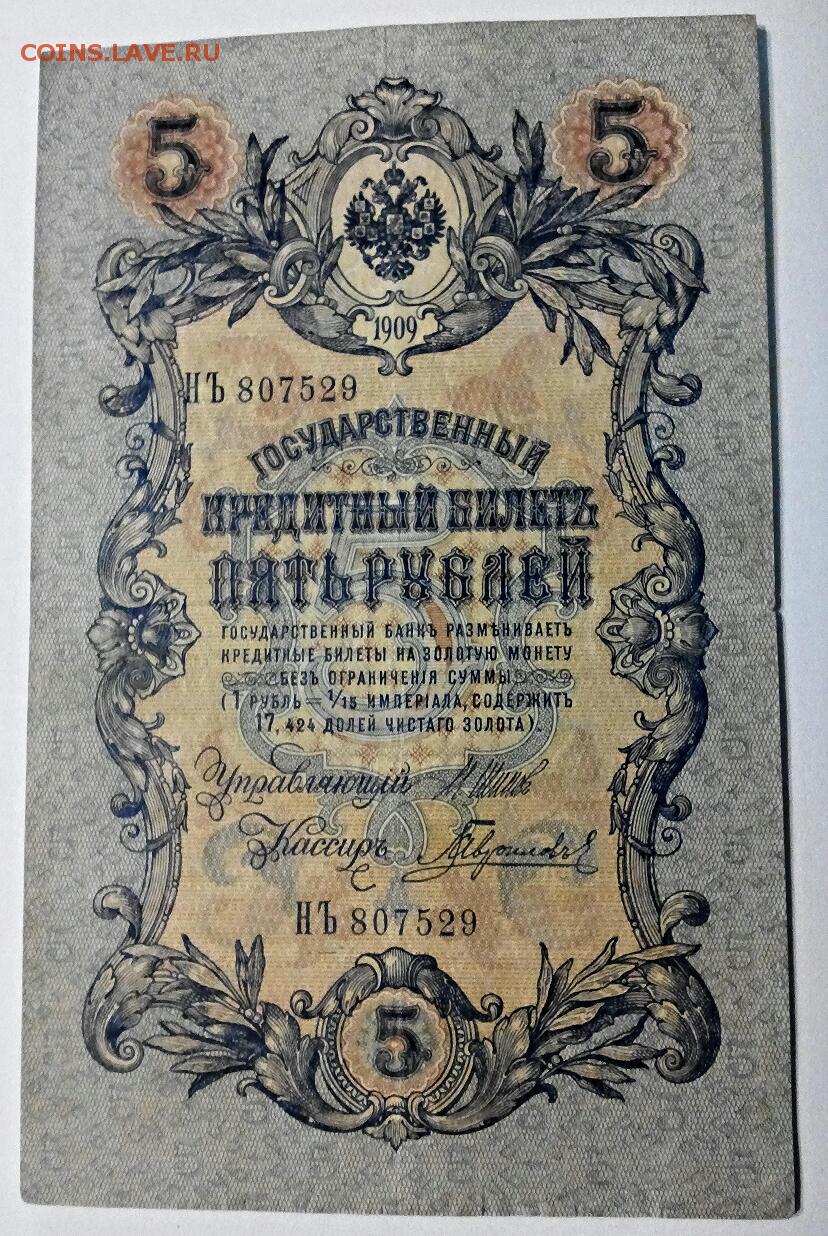 COINS.LAVE.RU
5 5
1909
НЪ 807529
ГОСУДАРСТВЕННЫЙ
КРЕДИТНЫЙ БИЛЕТЪ
ПЯТЬ РУБЛЕЙ
ГОСУДАРСТВЕННЫЙ БАНКЪ РАЗМѢНИВАЕТЪ
КРЕДИТНЫЕ БИЛЕТЫ НА ЗОЛОТУЮ МОНЕТУ
БЕЗЪ ОГРАНИЧЕНІЯ СУММЫ
(1 РУБЛЬ = 1/15 ИМПЕРІАЛА, СОДЕРЖИТЪ
17,424 ДОЛЕЙ ЧИСТАГО ЗОЛОТА).
Управляющій
Кассиръ Гавриловъ
НЪ 807529
5